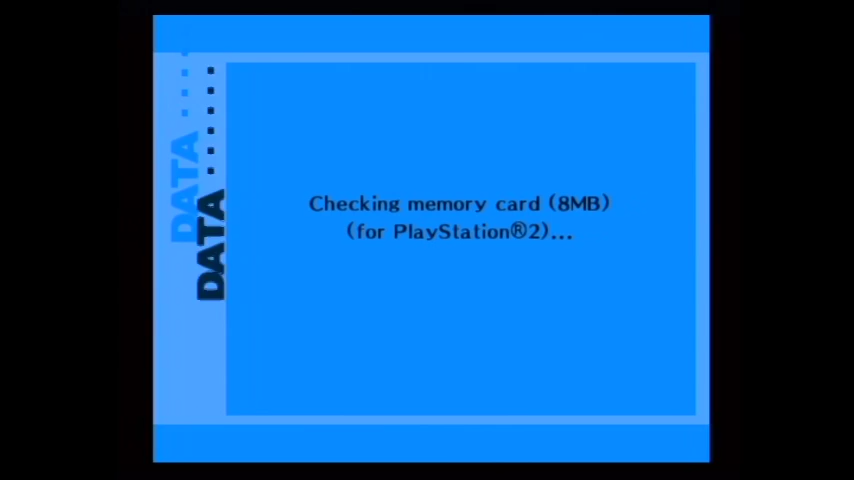 DATA ......
DATA ......
Checking memory card (8MB)
(for PlayStation®2)...